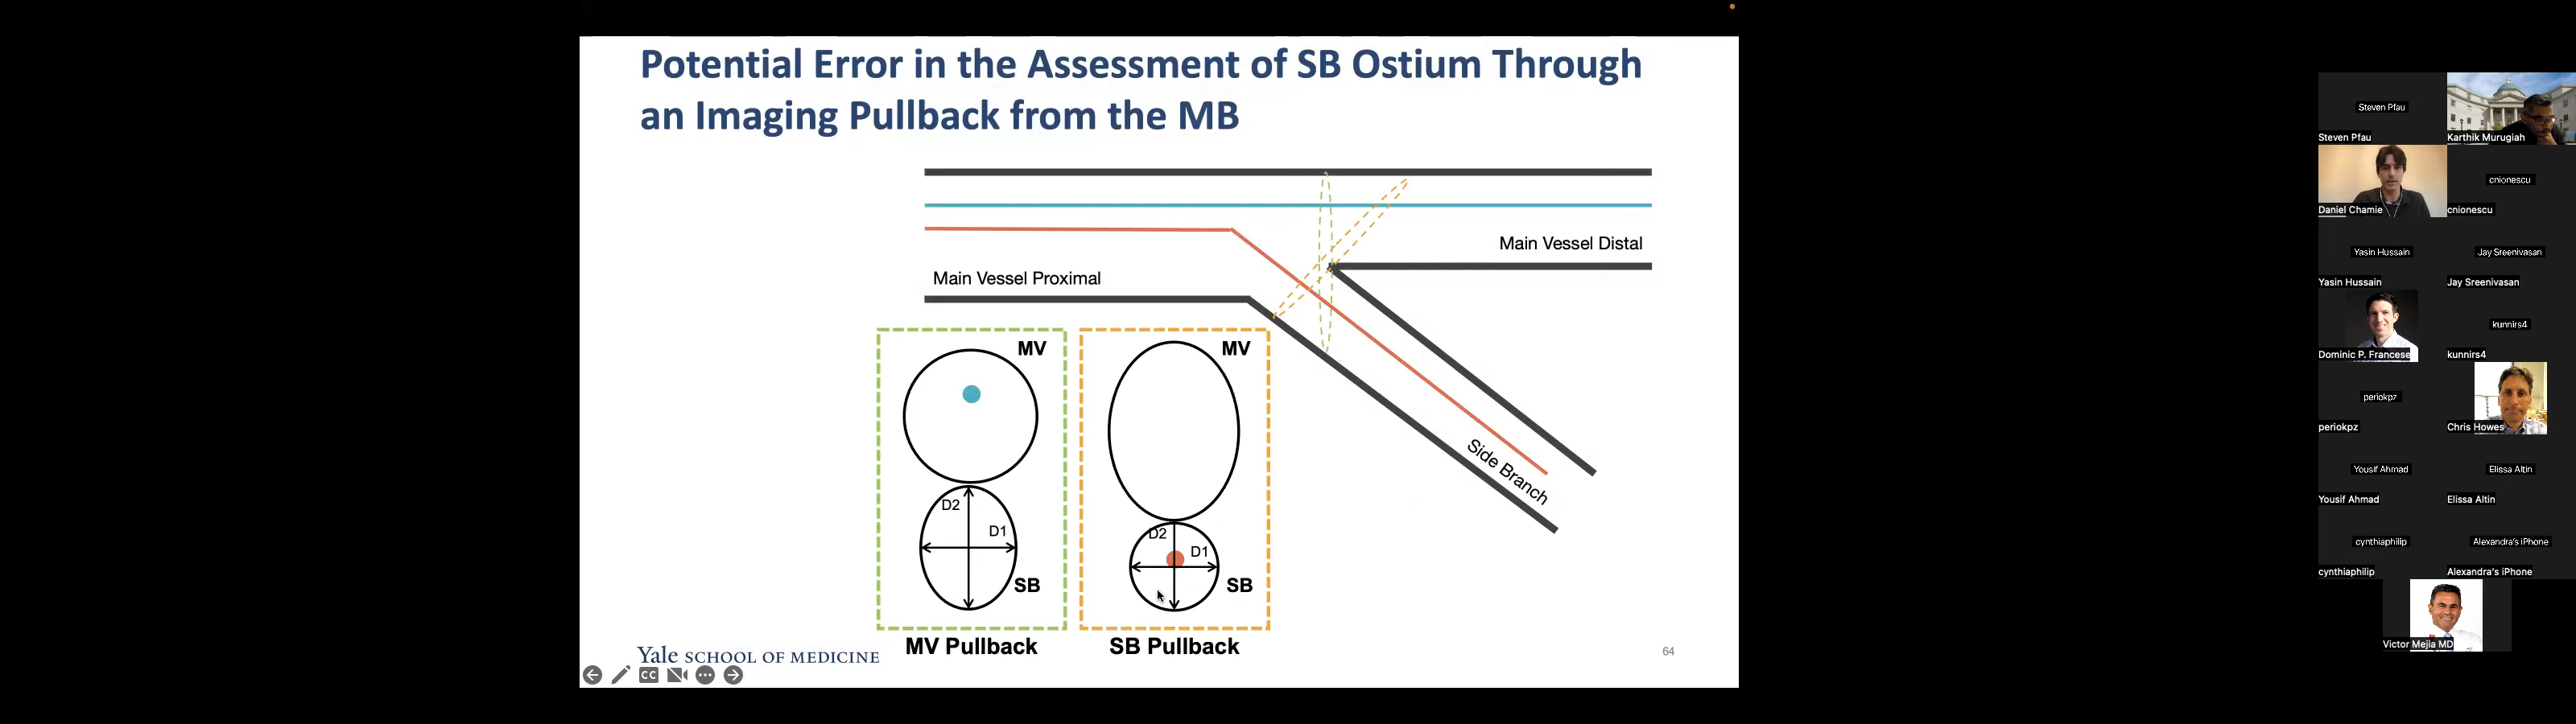 Potential Error in the Assessment of SB Ostium Through
an Imaging Pullback from the MB
Main Vessel Distal
Main Vessel Proximal
Side Branch
MV
D2
D1
SB
MV Pullback
MV
D2
D1
SB
SB Pullback
Yale SCHOOL OF MEDICINE
64
CC
Steven Pfau
Steven Pfau
Karthik Murugiah
Daniel Chamie
cnionescu
cnionescu
Yasin Hussain
Yasin Hussain
Jay Sreenivasan
Jay Sreenivasan
Dominic P. Francese
kunnirs4
kunnirs4
periokpz
periokpz
Chris Howes
Yousif Ahmad
Yousif Ahmad
Elissa Altin
Elissa Altin
cynthiaphilip
cynthiaphilip
Alexandra's iPhone
Alexandra's iPhone
Victor Mejia MD